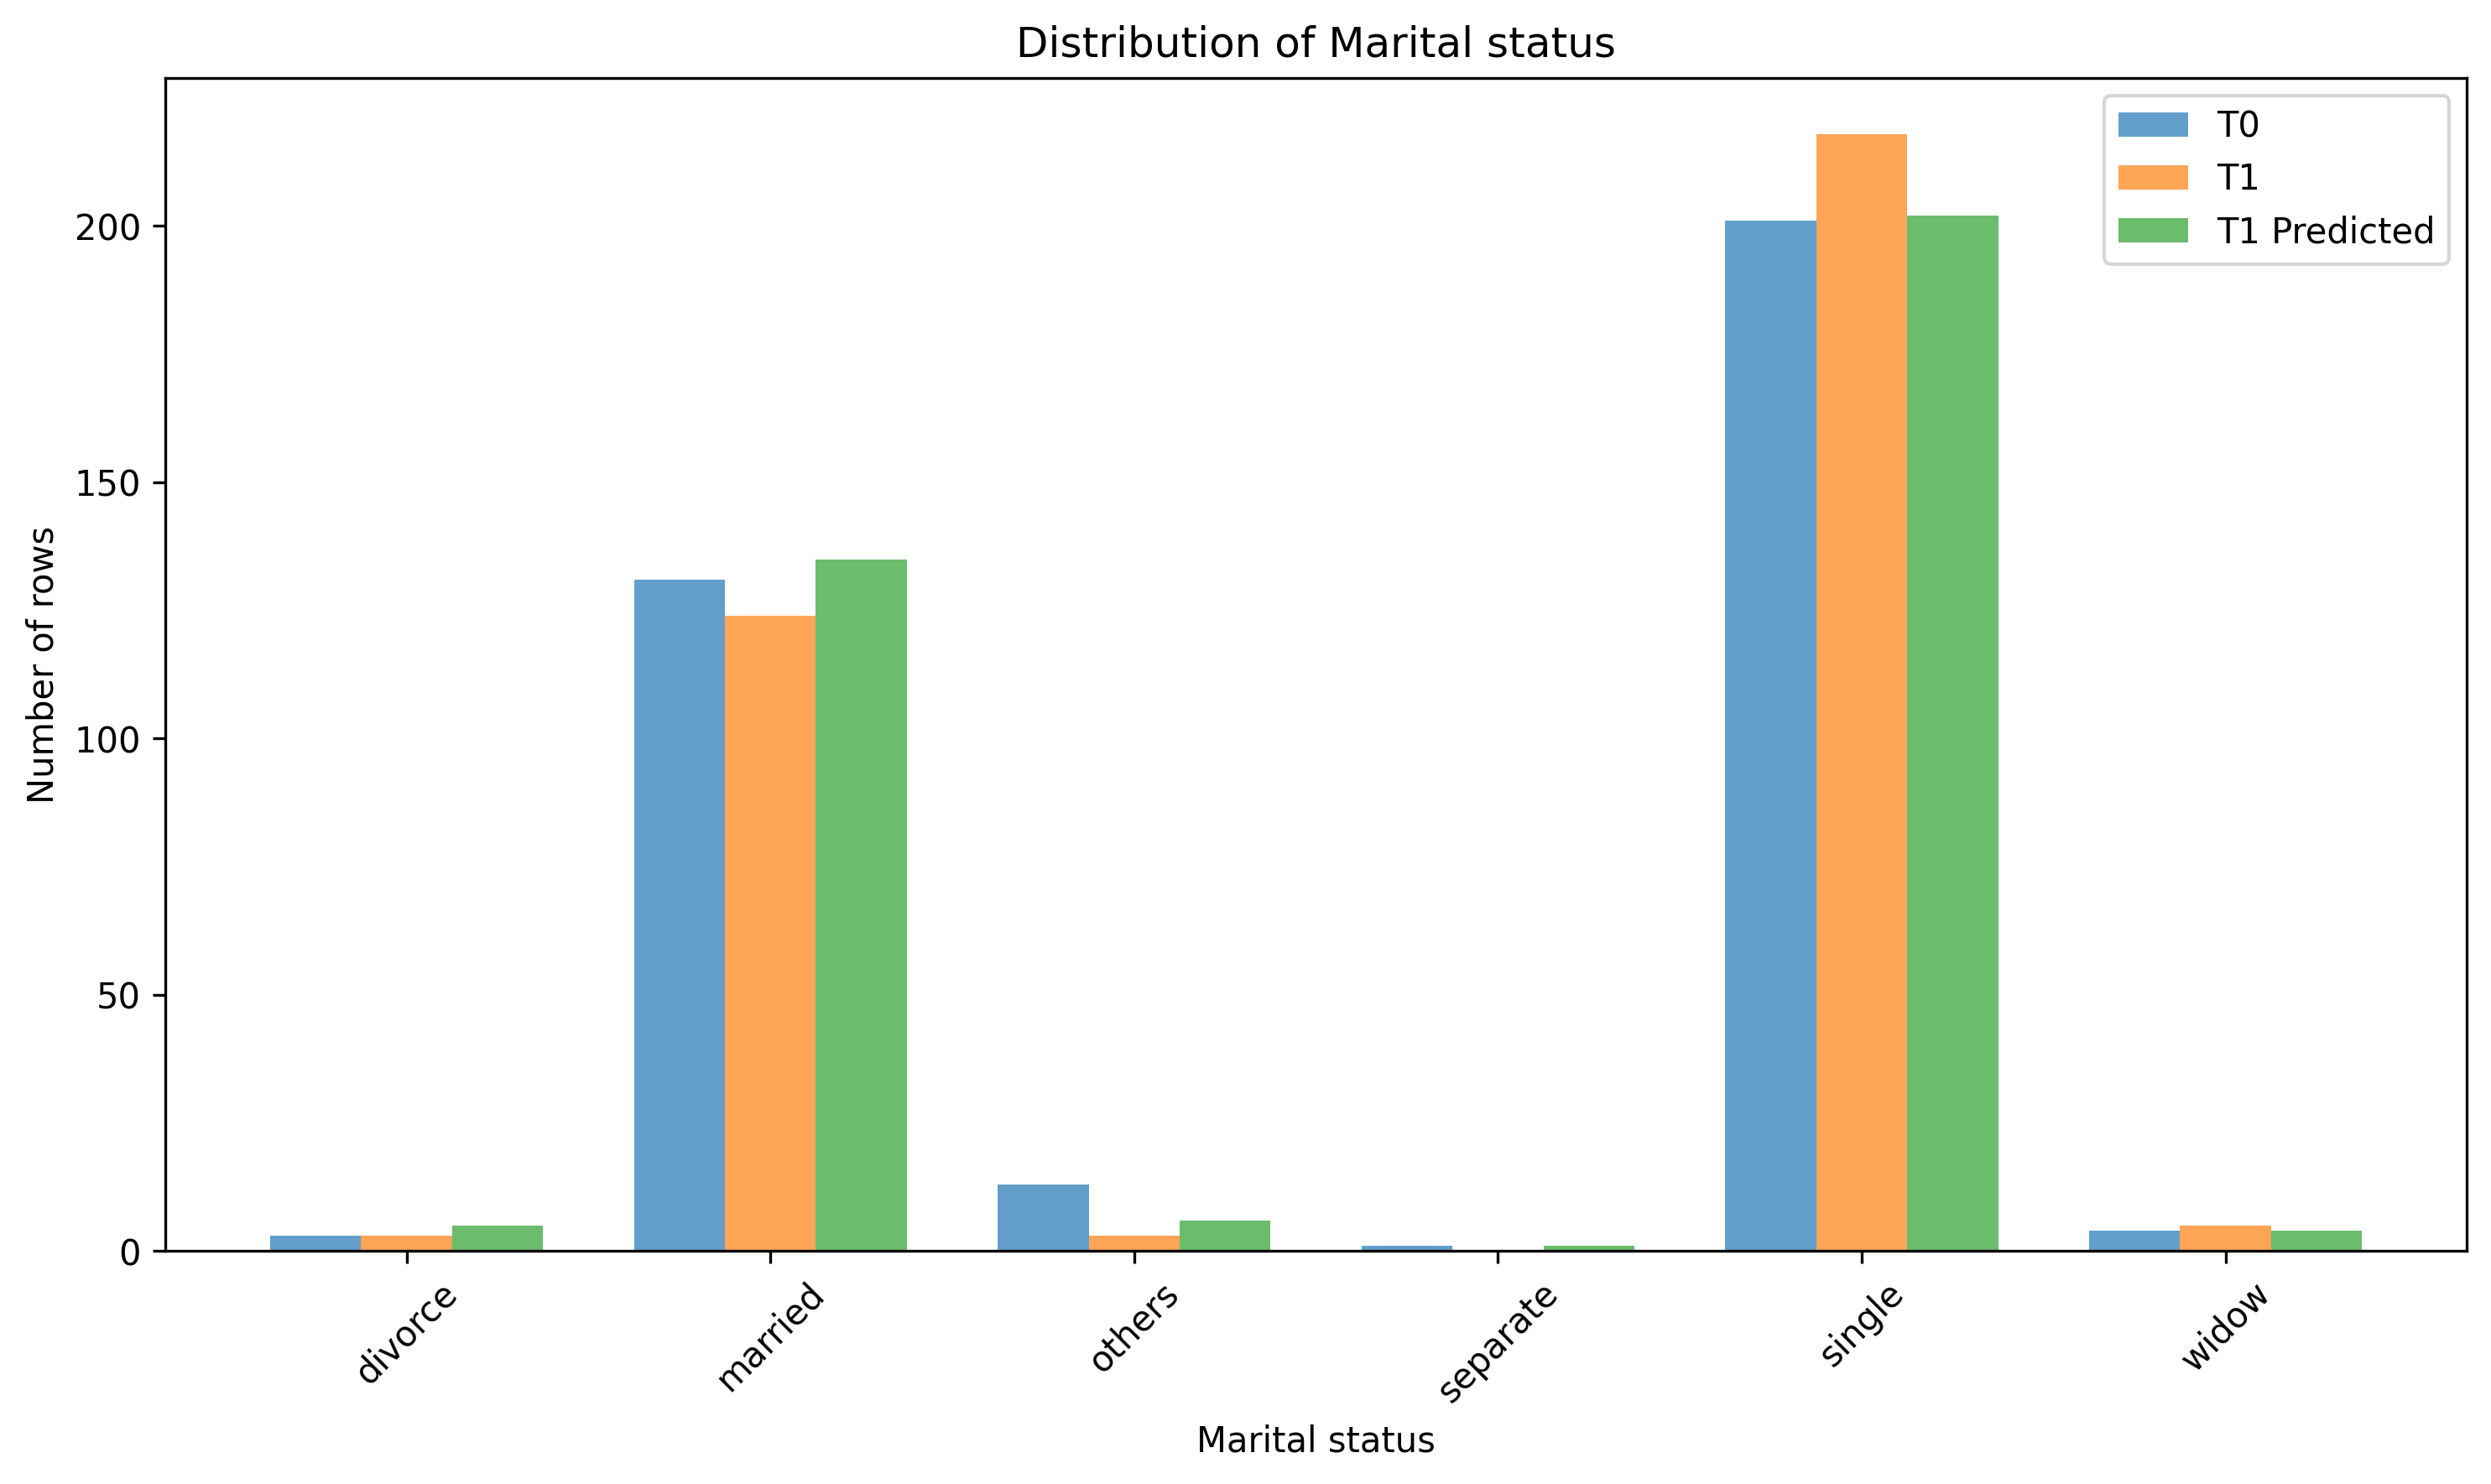 Distribution of Marital status
T0
T1
T1 Predicted
Number of rows
200
150
100
50
0
divorce
married
others
separate
single
widow
Marital status